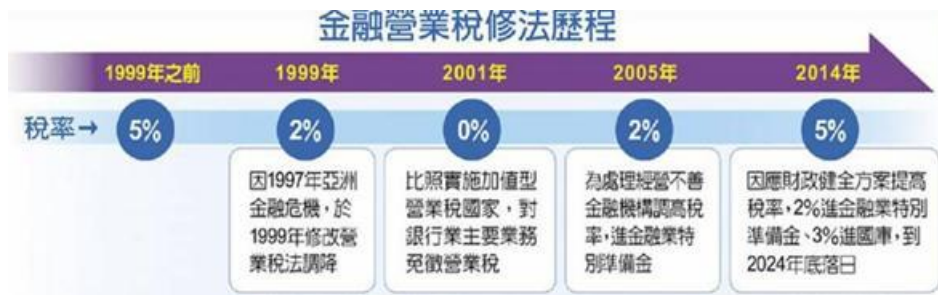 金融營業稅修法歷程
1999年之前
1999年
2001年
2005年
2014年
稅率→
5%
2%
0%
2%
5%
因1997年亞洲
金融危機，於
1999年修改營
業稅法調降
比照實施加值型
營業稅國家，對
銀行業主要業務
免徵營業稅
為處理經營不善
金融機構調高稅
率，進金融業特
別準備金
因應財政健全方案提高
稅率，2%進金融業特別
準備金、3%進國庫，到
2024年底落日